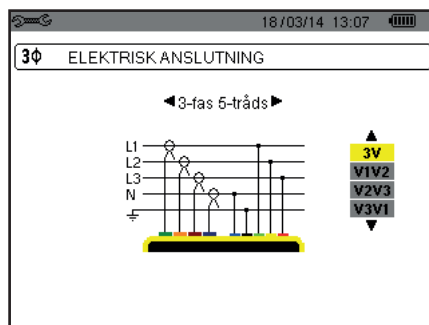 18/03/14 13:07
3ϕ ELEKTRISK ANSLUTNING
◄3-fas 5-tråds►
L1
L2
L3
N
3V
V1V2
V2V3
V3V1